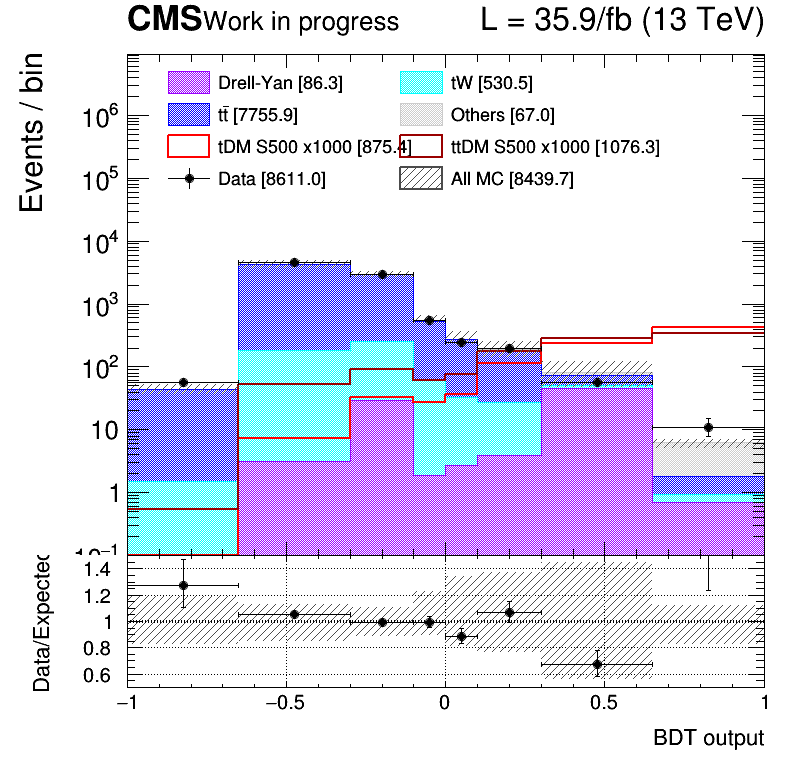 CMS Work in progress L = 35.9/fb (13 TeV)
Events / bin
Drell-Yan [86.3] tW [530.5]
tt̄ [7755.9] Others [67.0]
tDM S500 x1000 [875.4] ttDM S500 x1000 [1076.3]
Data [8611.0] All MC [8439.7]
10⁶
10⁵
10⁴
10³
10²
10
1
10⁻¹
Data/Expected
1.4
1.2
1
0.8
0.6
−1 −0.5 0 0.5 1
BDT output